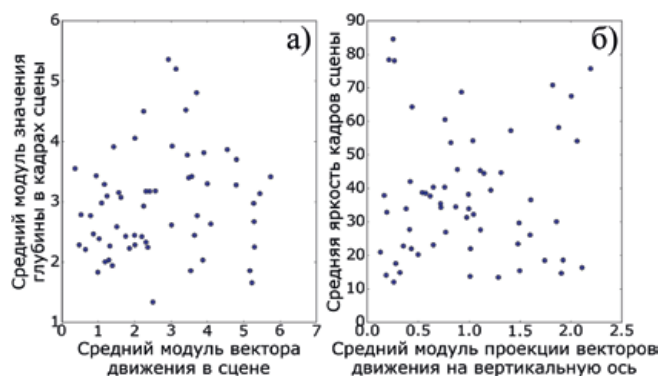 а)
Средний модуль значения
глубины в кадрах сцены
6
5
4
3
2
1
0 1 2 3 4 5 6 7
Средний модуль вектора
движения в сцене
б)
Средняя яркость кадров сцены
90
80
70
60
50
40
30
20
10
0
0.0 0.5 1.0 1.5 2.0 2.5
Средний модуль проекции векторов
движения на вертикальную ось